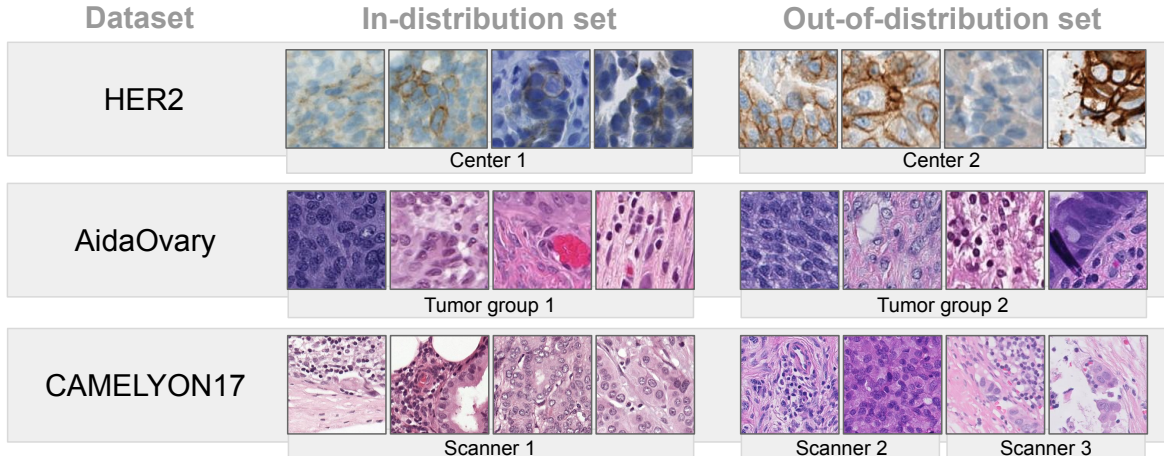 Dataset In-distribution set Out-of-distribution set
HER2
Center 1 Center 2
AidaOvary
Tumor group 1 Tumor group 2
CAMELYON17
Scanner 1 Scanner 2 Scanner 3